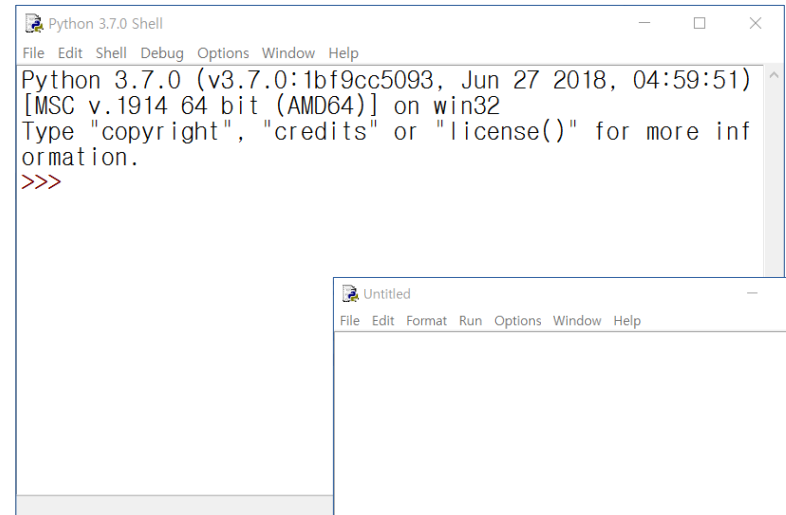 Python 3.7.0 Shell
File Edit Shell Debug Options Window Help
Python 3.7.0 (v3.7.0:1bf9cc5093, Jun 27 2018, 04:59:51)
[MSC v.1914 64 bit (AMD64)] on win32
Type "copyright", "credits" or "license()" for more inf
ormation.
>>>
Untitled
File Edit Format Run Options Window Help